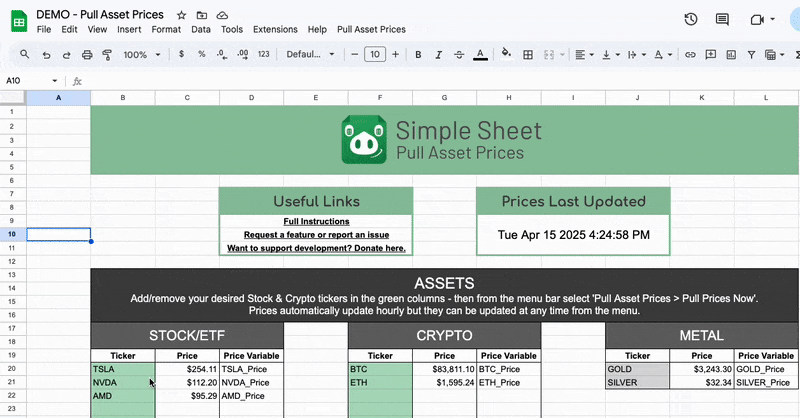 DEMO - Pull Asset Prices
File Edit View Insert Format Data Tools Extensions Help Pull Asset Prices
100% $ % .0 .00 123 Defaul... − 10 + B I S A
A10 fx
A B C D E F G H I J K L
1
2
3
4
5
6
7
8
9
10
11
12
13
14
15
16
17
18
19
20
21
22
23
Simple Sheet
Pull Asset Prices
Useful Links Prices Last Updated
Full Instructions
Request a feature or report an issue
Want to support development? Donate here.
Tue Apr 15 2025 4:24:58 PM
ASSETS
Add/remove your desired Stock & Crypto tickers in the green columns - then from the menu bar select 'Pull Asset Prices > Pull Prices Now'.
Prices automatically update hourly but they can be updated at any time from the menu.
STOCK/ETF CRYPTO METAL
Ticker Price Price Variable Ticker Price Price Variable Ticker Price Price Variable
TSLA $254.11 TSLA_Price BTC $83,811.10 BTC_Price GOLD $3,243.30 GOLD_Price
NVDA $112.20 NVDA_Price ETH $1,595.24 ETH_Price SILVER $32.34 SILVER_Price
AMD $95.29 AMD_Price